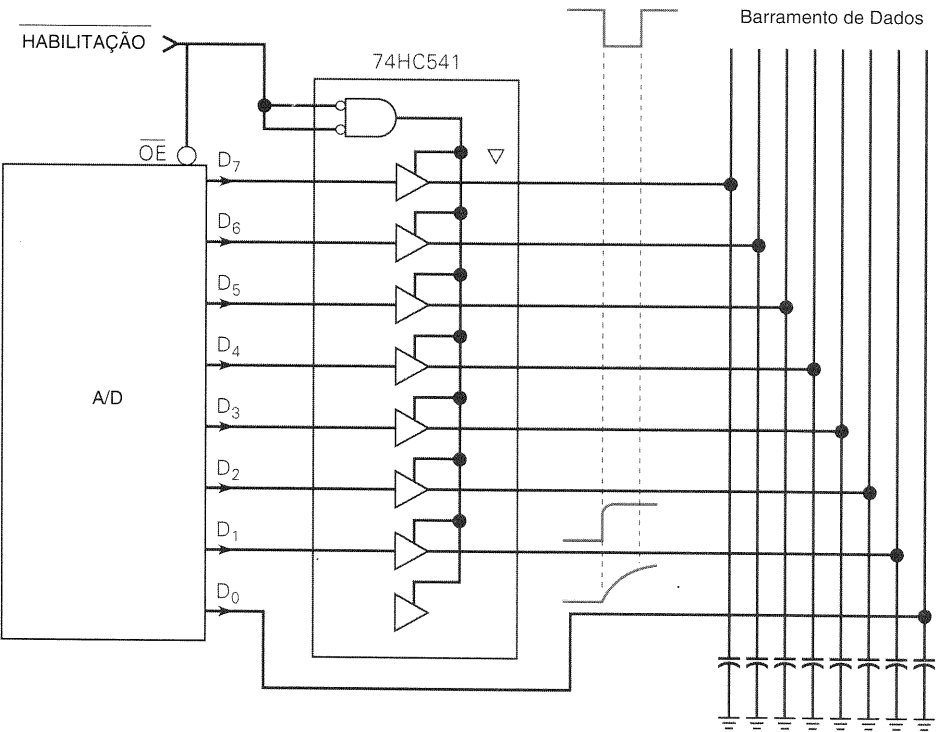 Barramento de Dados
HABILITAÇÃO
74HC541
OE
D7
D6
D5
D4
A/D
D3
D2
D1
D0